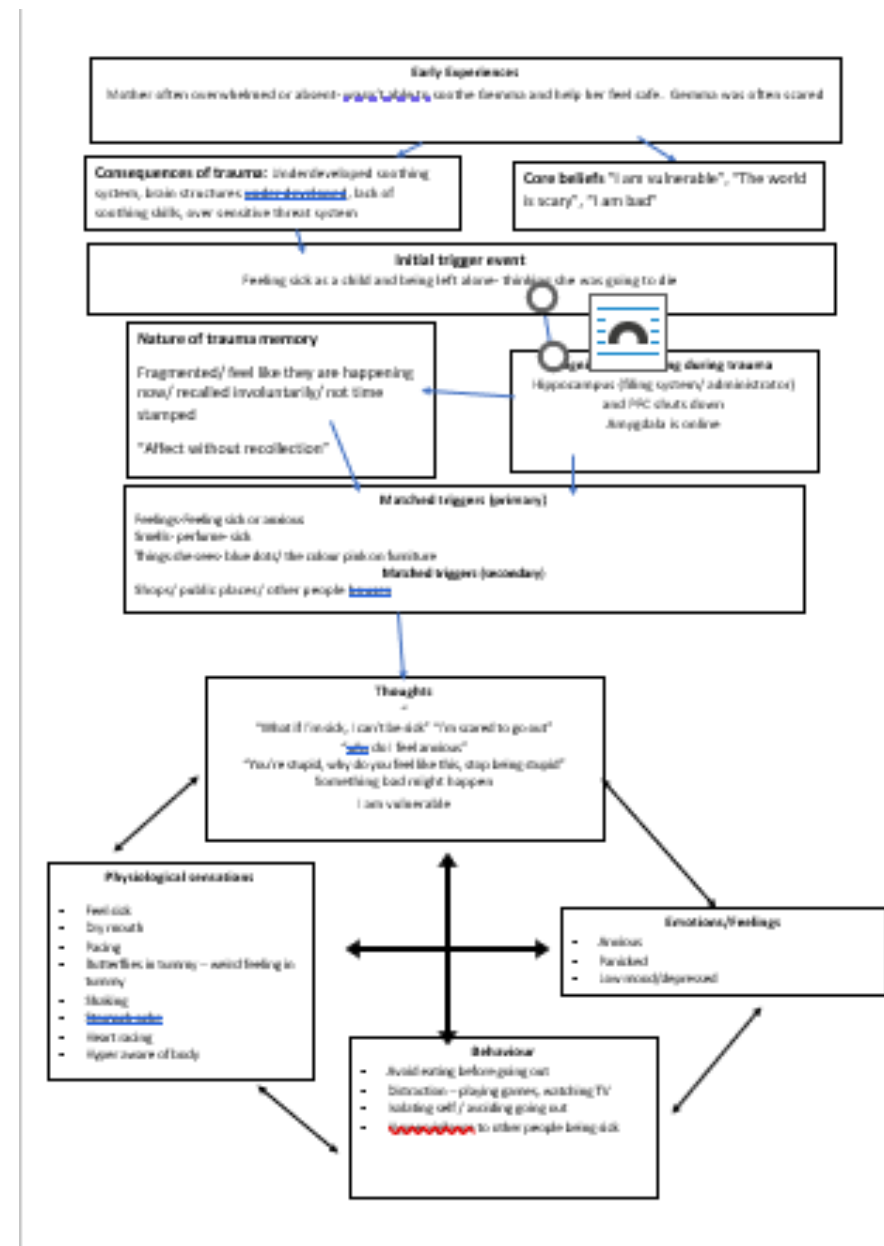 Early Experiences
Mother often overwhelmed or absent- wasn't able to soothe Gemma and help her feel safe. Gemma was often scared
Consequences of trauma: Underdeveloped soothing
system, brain structures under developed, lack of
soothing skills, over sensitive threat system
Core beliefs "I am vulnerable", "The world
is scary", "I am bad"
Initial trigger event
Feeling sick as a child and being left alone- thinking she was going to die
Nature of trauma memory
Fragmented/ feel like they are happening
now/ recalled involuntarily/ not time
stamped
"Affect without recollection"
during trauma
Hippocampus (filing system/ administrator)
and PFC shuts down
Amygdala is online
Matched triggers (primary)
Feelings-Feeling sick or anxious
Smells- perfume- sick
Things she sees- blue dots/ the colour pink on furniture
Matched triggers (secondary)
Shops/ public places/ other people
Thoughts
"
"What if I'm sick, I can't be sick" "I'm scared to go out"
"why do I feel anxious"
"You're stupid, why do you feel like this, stop being stupid"
Something bad might happen
I am vulnerable
Physiological sensations
Feel sick
Dry mouth
Pacing
Butterflies in tummy – weird feeling in
tummy
Shaking
Heart racing
Hyper aware of body
Emotions/Feelings
Anxious
Panicked
Low mood/depressed
Behaviour
Avoid eating before going out
Distraction – playing games, watching TV
Isolating self / avoiding going out
to other people being sick